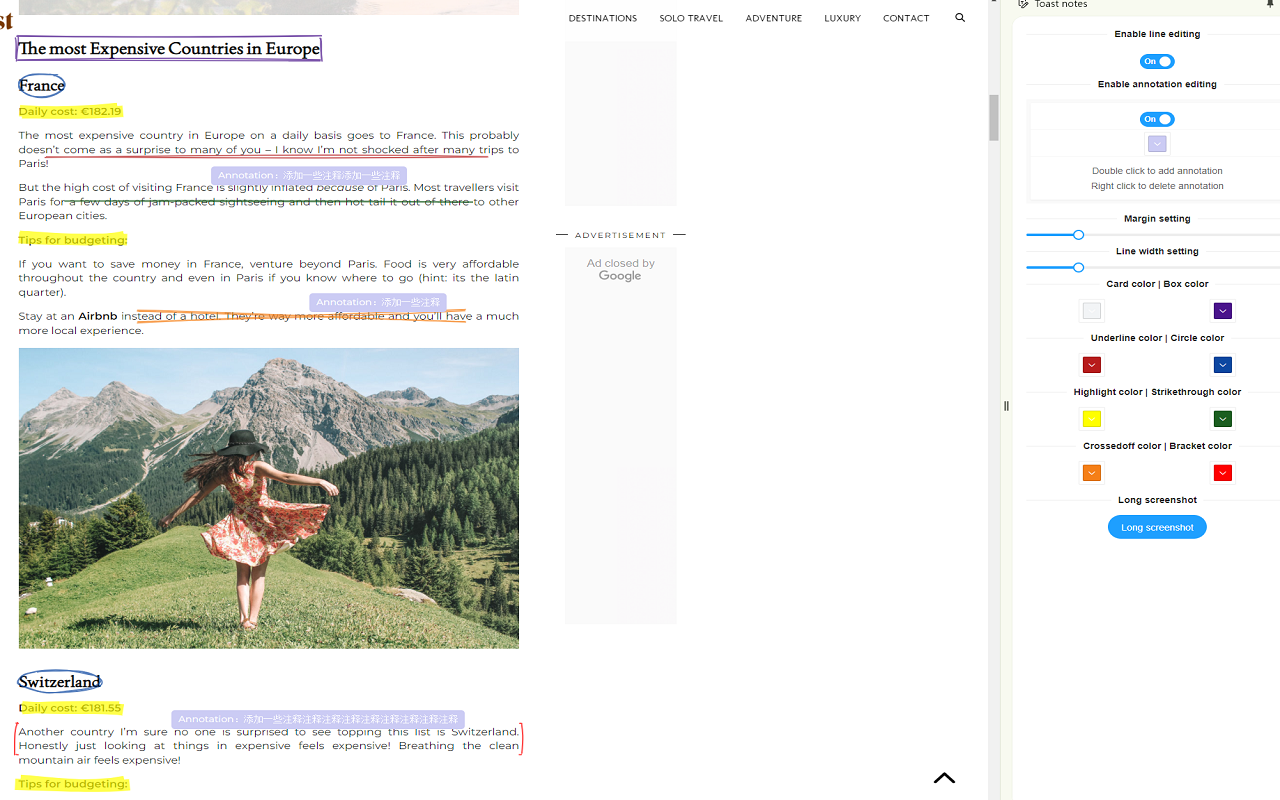 st
DESTINATIONS SOLO TRAVEL ADVENTURE LUXURY CONTACT
The most Expensive Countries in Europe
France
Daily cost: €182.19
The most expensive country in Europe on a daily basis goes to France. This probably
doesn't come as a surprise to many of you – I know I'm not shocked after many trips to
Paris!
Annotation：添加一些注释添加一些注释
But the high cost of visiting France is slightly inflated because of Paris. Most travellers visit
Paris for a few days of jam-packed sightseeing and then hot tail it out of there to other
European cities.
Tips for budgeting:
If you want to save money in France, venture beyond Paris. Food is very affordable
throughout the country and even in Paris if you know where to go (hint: its the latin
quarter).
Annotation：添加一些注释
Stay at an Airbnb instead of a hotel. They're way more affordable and you'll have a much
more local experience.
Switzerland
Daily cost: €181.55
Annotation：添加一些注释注释注释注释注释注释注释注释
Another country I'm sure no one is surprised to see topping this list is Switzerland.
Honestly just looking at things in expensive feels expensive! Breathing the clean
mountain air feels expensive!
Tips for budgeting:
ADVERTISEMENT
Ad closed by
Google
Toast notes
Enable line editing
On
Enable annotation editing
On
Double click to add annotation
Right click to delete annotation
Margin setting
Line width setting
Card color | Box color
Underline color | Circle color
Highlight color | Strikethrough color
Crossedoff color | Bracket color
Long screenshot
Long screenshot